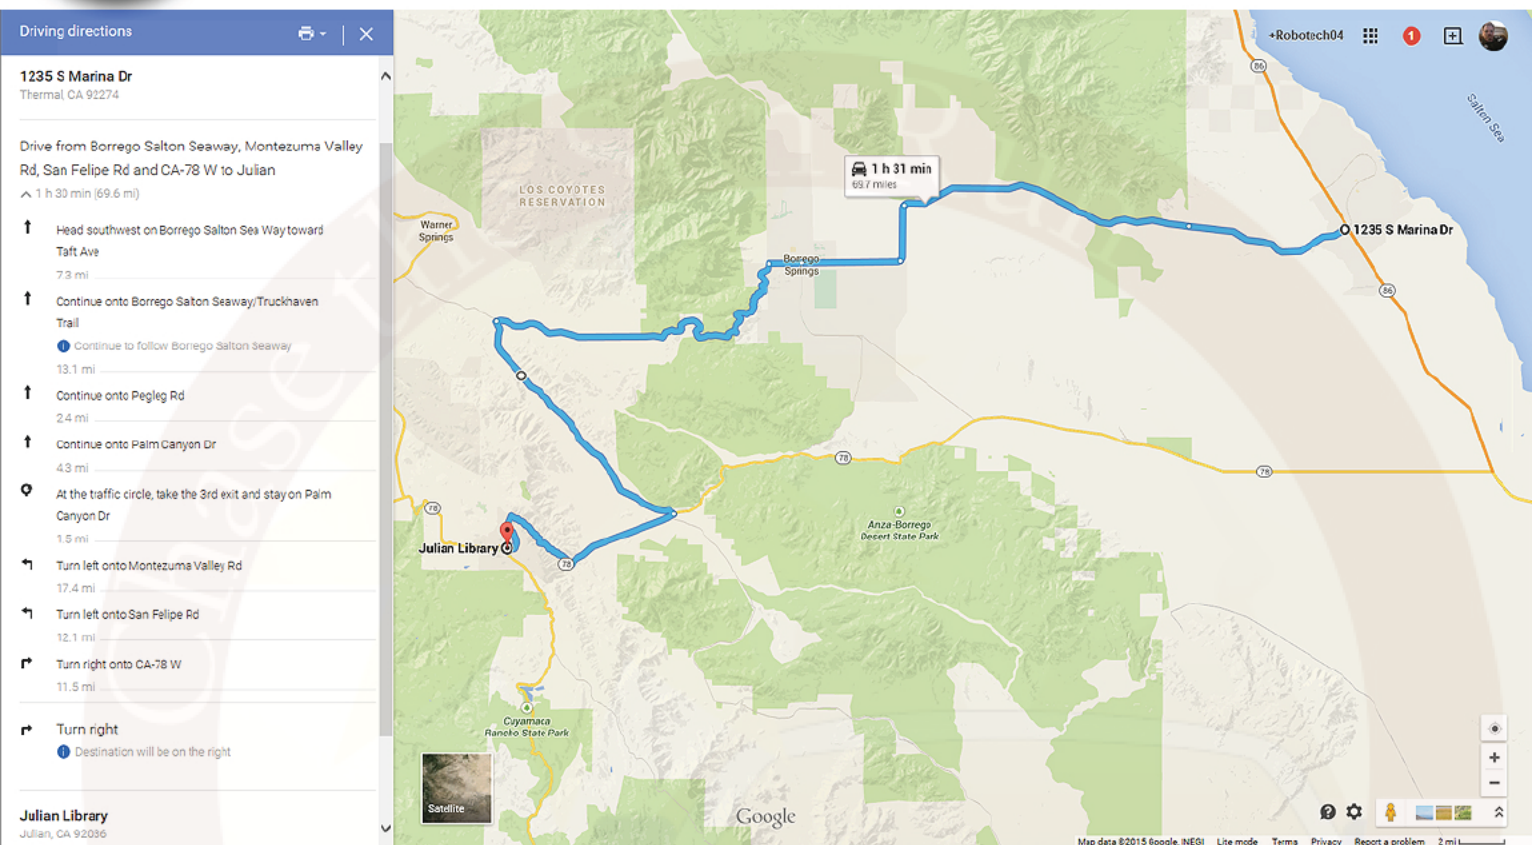 Driving directions
1235 S Marina Dr
Thermal, CA 92274
Drive from Borrego Salton Seaway, Montezuma Valley
Rd, San Felipe Rd and CA-78 W to Julian
1 h 30 min (69.6 mi)
Head southwest on Borrego Salton Sea Way toward
Taft Ave
7.3 mi
Continue onto Borrego Salton Seaway/Truckhaven
Trail
Continue to follow Borrego Salton Seaway
13.1 mi
Continue onto Pegleg Rd
2.4 mi
Continue onto Palm Canyon Dr
4.3 mi
At the traffic circle, take the 3rd exit and stay on Palm
Canyon Dr
1.5 mi
Turn left onto Montezuma Valley Rd
17.4 mi
Turn left onto San Felipe Rd
12.1 mi
Turn right onto CA-78 W
11.5 mi
Turn right
Destination will be on the right
Julian Library
Julian, CA 92036
+Robotech04
1
86
Salton Sea
1 h 31 min
69.7 miles
LOS COYOTES
RESERVATION
Warner
Springs
1235 S Marina Dr
Borrego
Springs
86
78
78
78
Anza-Borrego
Desert State Park
Julian Library
78
Cuyamaca
Rancho State Park
Satellite
Google
Map data ©2015 Google, INEGI
Lite mode
Terms
Privacy
Report a problem
2 mi
Chase the